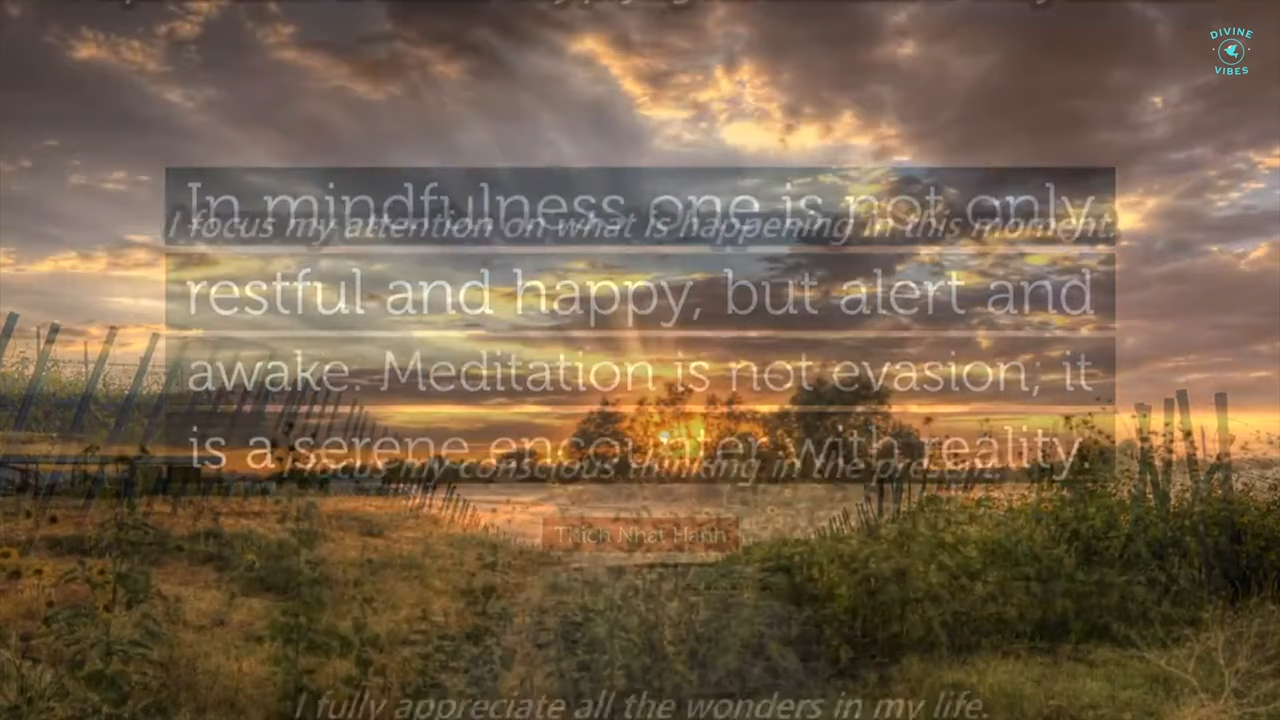 DIVINE
VIBES
In mindfulness one is not only
I focus my attention on what is happening in this moment.
restful and happy, but alert and
awake. Meditation is not evasion; it
is a serene encounter with reality.
my conscious thinking in the present
Thich Nhat Hanh
I fully appreciate all the wonders in my life.